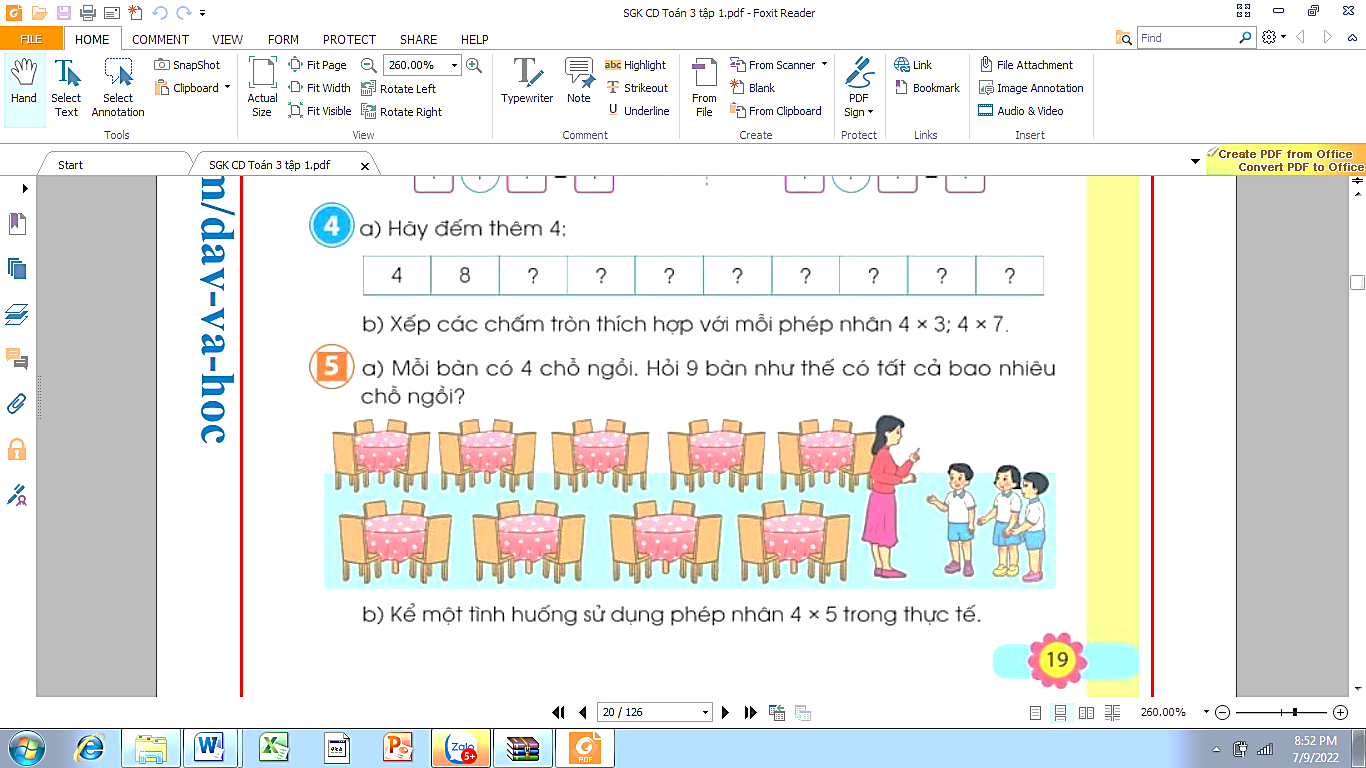 SGK CD Toán 3 tập 1.pdf - Foxit Reader
FILE HOME COMMENT VIEW FORM PROTECT SHARE HELP
Find
Hand
Select Text
Select Annotation
SnapShot
Clipboard
Tools
Actual Size
Fit Page
Fit Width
Fit Visible
260.00%
Rotate Left
Rotate Right
View
Typewriter
Note
Highlight
Strikeout
Underline
Comment
From File
From Scanner
Blank
From Clipboard
Create
PDF Sign
Protect
Link
Bookmark
Links
File Attachment
Image Annotation
Audio & Video
Insert
Start
SGK CD Toán 3 tập 1.pdf
Create PDF from Office
Convert PDF to Office
m/day-va-hoc
4 a) Hãy đếm thêm 4:
4 8 ? ? ? ? ? ? ? ?
b) Xếp các chấm tròn thích hợp với mỗi phép nhân 4 × 3; 4 × 7.
5 a) Mỗi bàn có 4 chỗ ngồi. Hỏi 9 bàn như thế có tất cả bao nhiêu
chỗ ngồi?
b) Kể một tình huống sử dụng phép nhân 4 × 5 trong thực tế.
19
20 / 126
260.00%
8:52 PM
7/9/2022